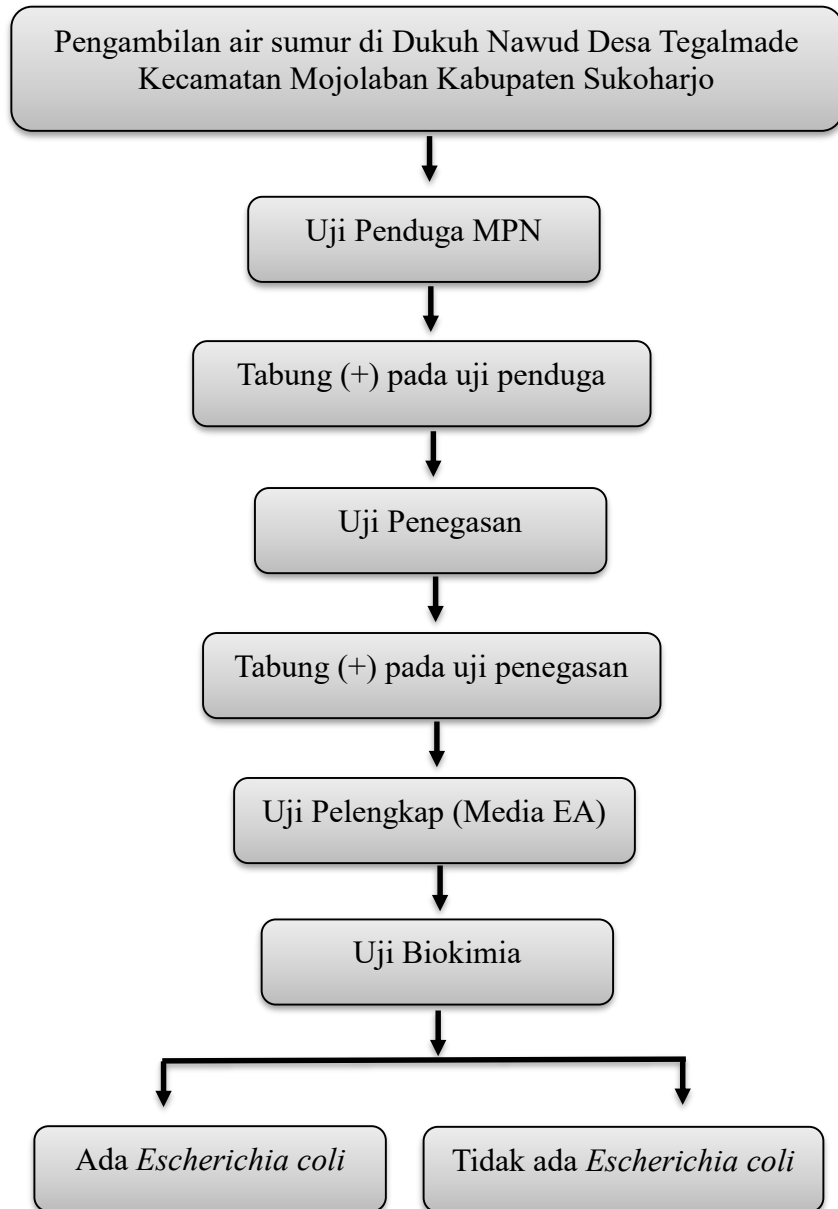 Pengambilan air sumur di Dukuh Nawud Desa Tegalmade
Kecamatan Mojolaban Kabupaten Sukoharjo
Uji Penduga MPN
Tabung (+) pada uji penduga
Uji Penegasan
Tabung (+) pada uji penegasan
Uji Pelengkap (Media EA)
Uji Biokimia
Ada Escherichia coli
Tidak ada Escherichia coli